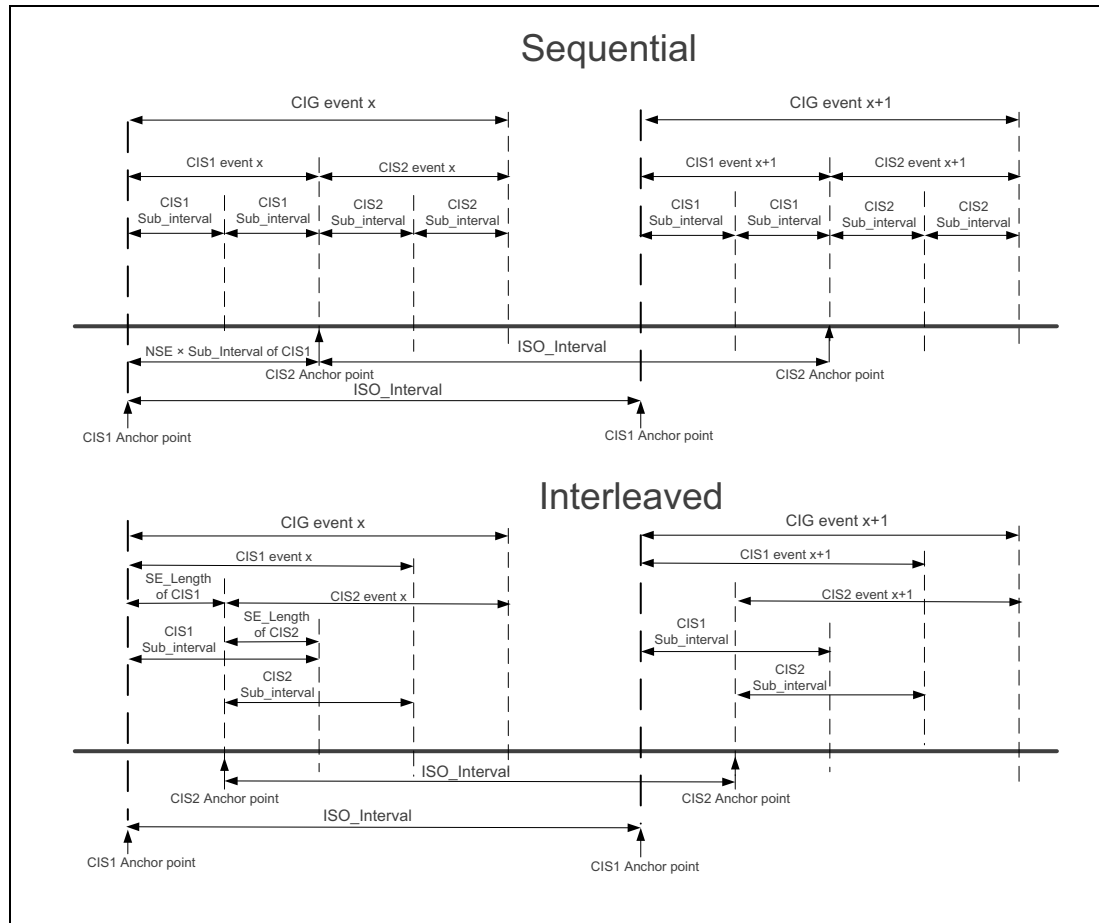 Sequential
CIG event x
CIG event x+1
CIS1 event x
CIS2 event x
CIS1 event x+1
CIS2 event x+1
CIS1
Sub_interval
CIS1
Sub_interval
CIS2
Sub_interval
CIS2
Sub_interval
CIS1
Sub_interval
CIS1
Sub_interval
CIS2
Sub_interval
CIS2
Sub_interval
NSE × Sub_Interval of CIS1
ISO_Interval
CIS2 Anchor point
CIS2 Anchor point
ISO_Interval
CIS1 Anchor point
CIS1 Anchor point
Interleaved
CIG event x
CIG event x+1
CIS1 event x
CIS1 event x+1
SE_Length
of CIS1
CIS2 event x
CIS2 event x+1
SE_Length
of CIS2
CIS1
Sub_interval
CIS1
Sub_interval
CIS2
Sub_interval
CIS2
Sub_interval
ISO_Interval
CIS2 Anchor point
CIS2 Anchor point
ISO_Interval
CIS1 Anchor point
CIS1 Anchor point